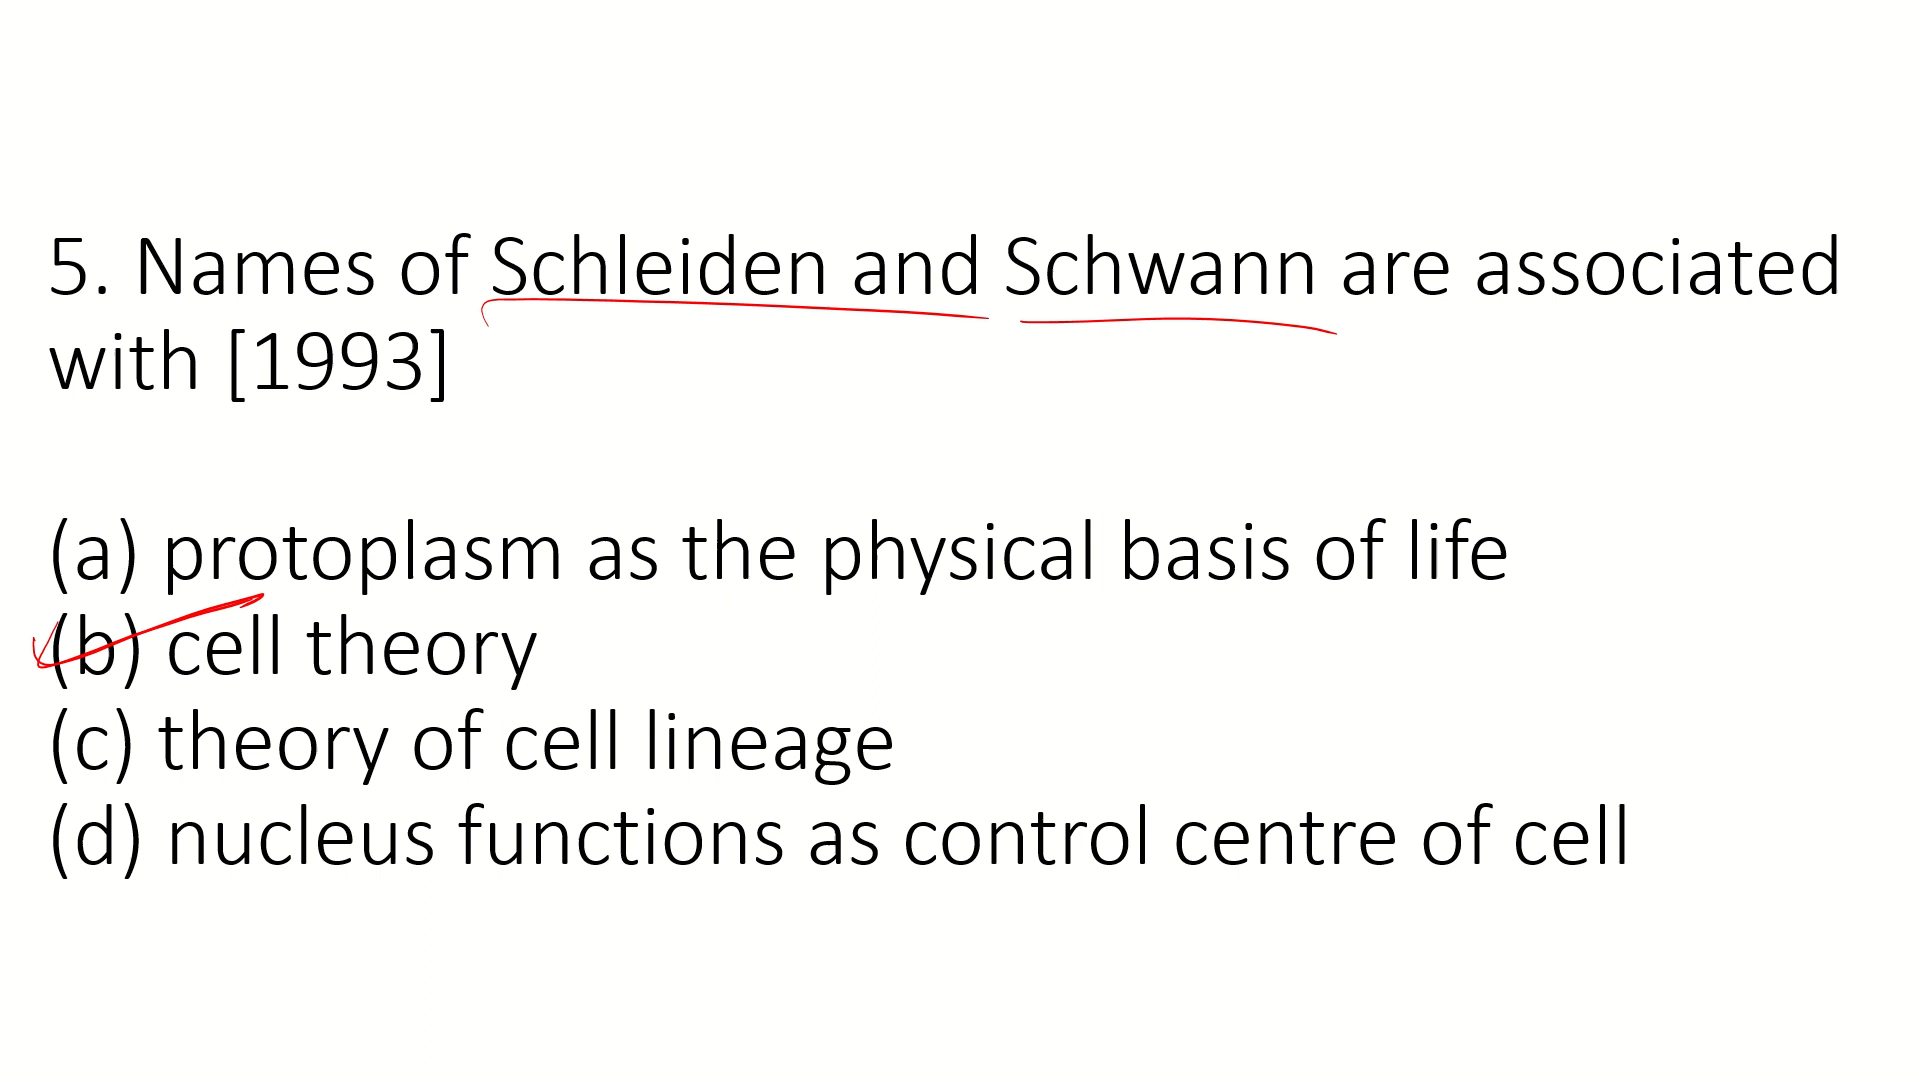 5. Names of Schleiden and Schwann are associated
with [1993]
(a) protoplasm as the physical basis of life
(b) cell theory
(c) theory of cell lineage
(d) nucleus functions as control centre of cell